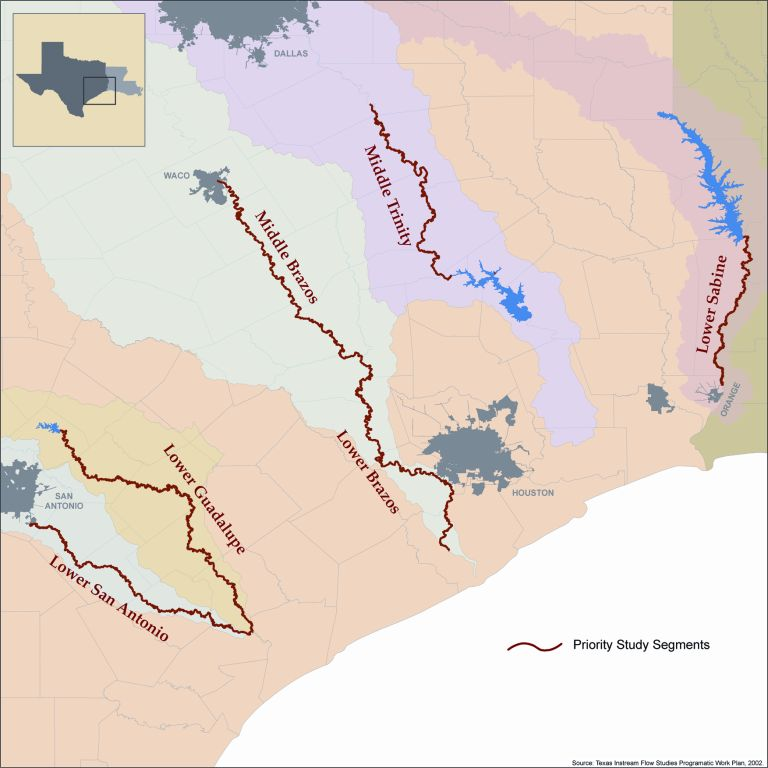 DALLAS
WACO
Middle Trinity
Middle Brazos
Lower Sabine
ORANGE
Lower Brazos
Lower Guadalupe
HOUSTON
SAN
ANTONIO
Lower San Antonio
Priority Study Segments
Source: Texas Instream Flow Studies Programatic Work Plan, 2002.